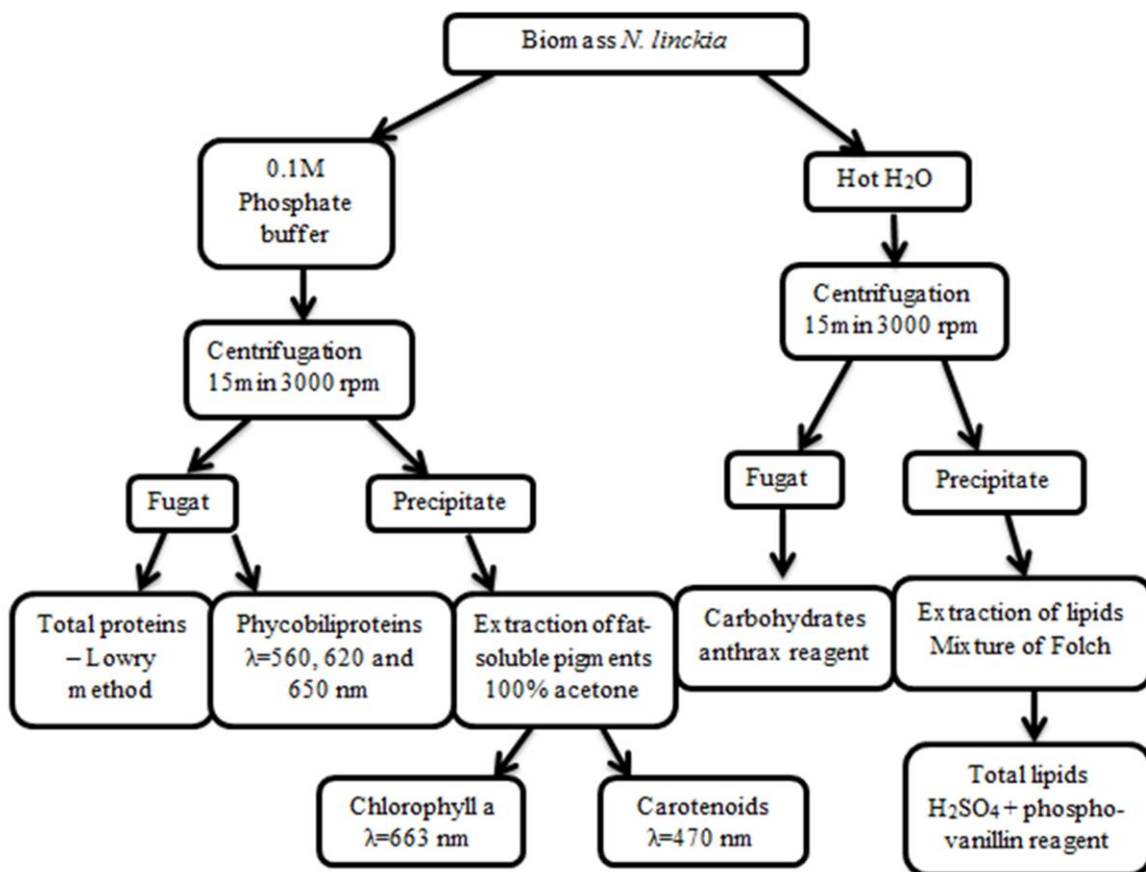 Biomass N. linckia
0.1M
Phosphate
buffer
Hot H₂O
Centrifugation
15min 3000 rpm
Centrifugation
15min 3000 rpm
Fugat
Precipitate
Fugat
Precipitate
Total proteins
– Lowry
method
Phycobiliproteins
λ=560, 620 and
650 nm
Extraction of fat-
soluble pigments
100% acetone
Carbohydrates
anthrax reagent
Extraction of lipids
Mixture of Folch
Chlorophyll a
λ=663 nm
Carotenoids
λ=470 nm
Total lipids
H₂SO₄ + phospho-
vanillin reagent